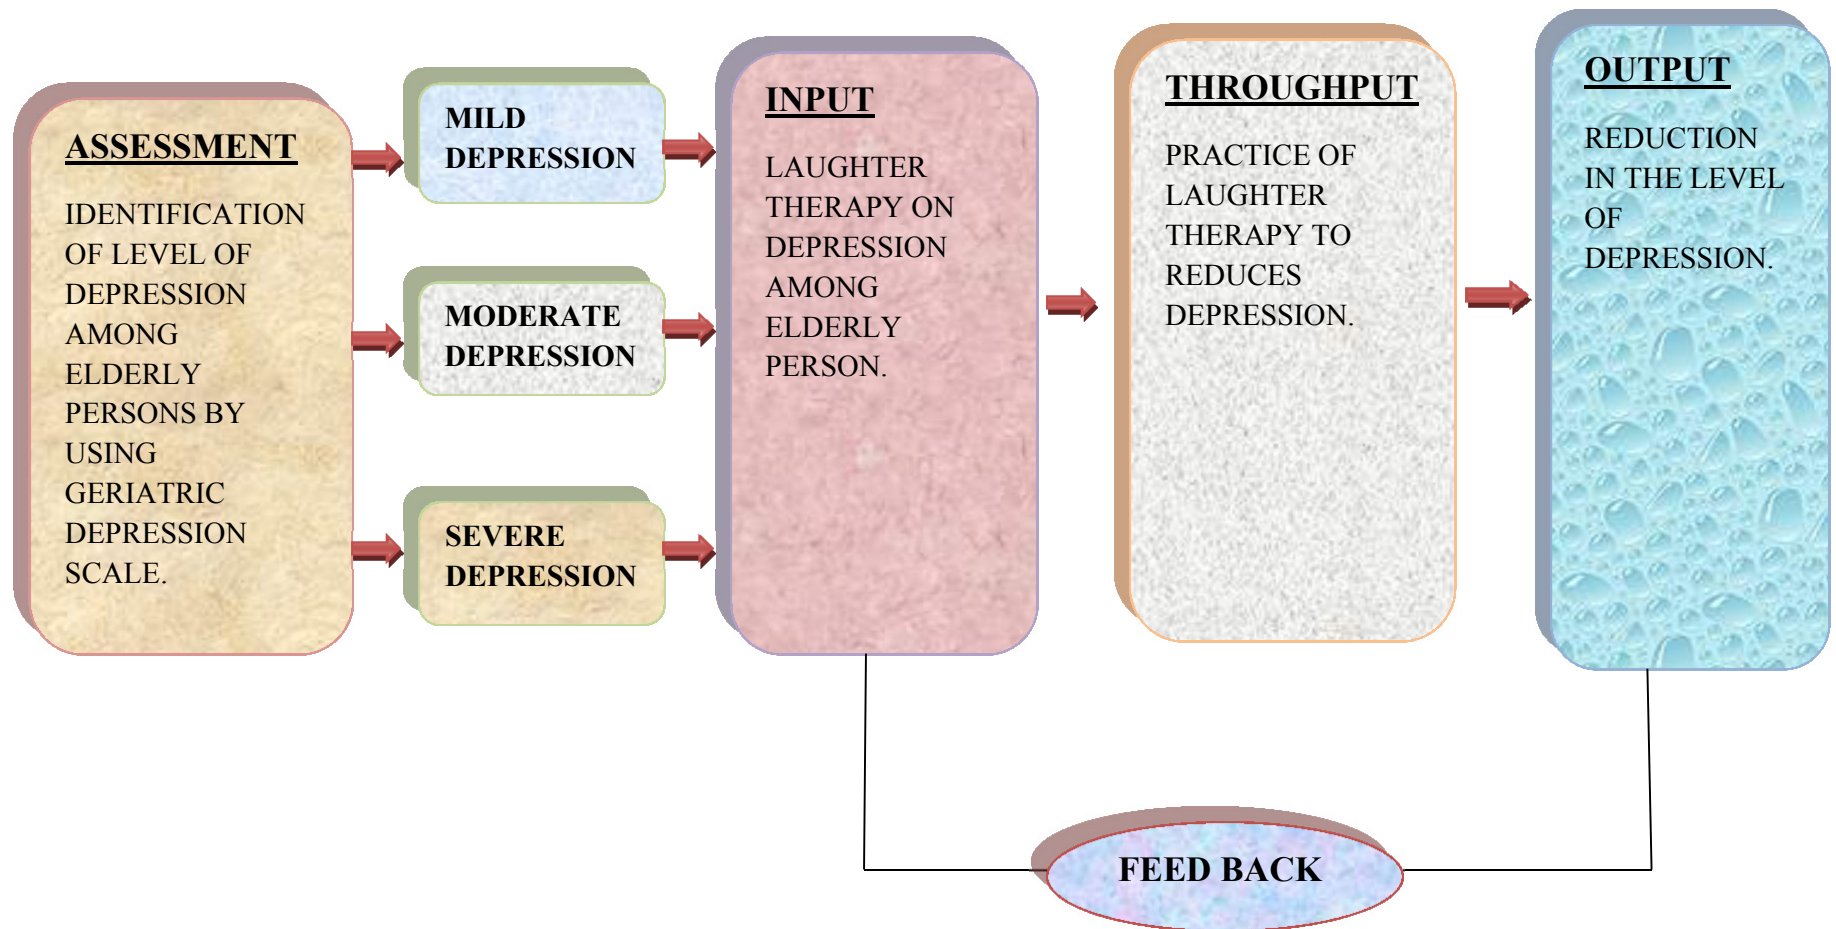 ASSESSMENT
IDENTIFICATION
OF LEVEL OF
DEPRESSION
AMONG
ELDERLY
PERSONS BY
USING
GERIATRIC
DEPRESSION
SCALE.
MILD
DEPRESSION
MODERATE
DEPRESSION
SEVERE
DEPRESSION
INPUT
LAUGHTER
THERAPY ON
DEPRESSION
AMONG
ELDERLY
PERSON.
THROUGHPUT
PRACTICE OF
LAUGHTER
THERAPY TO
REDUCES
DEPRESSION.
OUTPUT
REDUCTION
IN THE LEVEL
OF
DEPRESSION.
FEED BACK